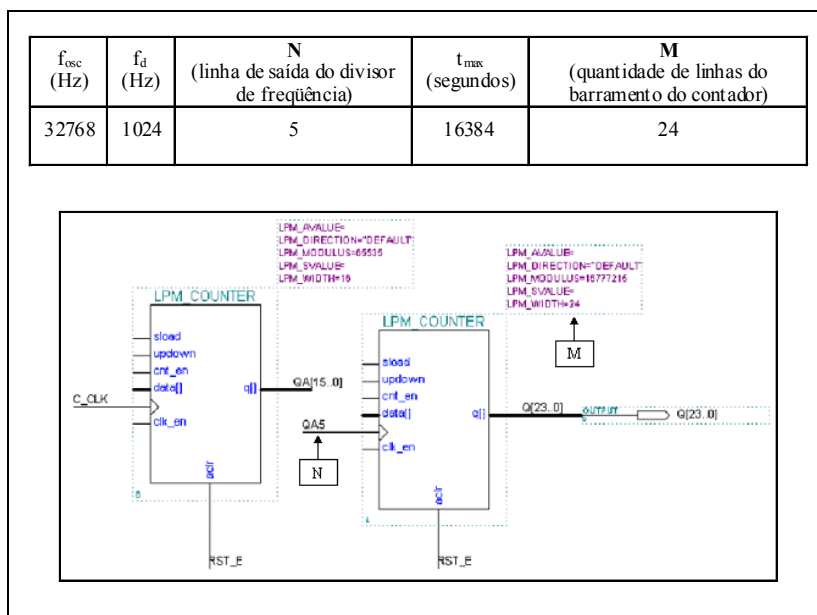 f_osc (Hz)
f_d (Hz)
N (linha de saída do divisor de freqüência)
t_max (segundos)
M (quantidade de linhas do barramento do contador)
32768 1024 5 16384 24
LPM_AVALUE=
LPM_DIRECTION="DEFAULT"
LPM_MODULUS=65535
LPM_SVALUE=
LPM_WIDTH=16
LPM_AVALUE=
LPM_DIRECTION="DEFAULT"
LPM_MODULUS=16777216
LPM_SVALUE=
LPM_WIDTH=24
M
LPM_COUNTER
sload
updown
cnt_en
data[]
q[]
clk_en
aclr
C_CLK
QA[15..0]
RST_E
LPM_COUNTER
sload
updown
cnt_en
data[]
q[]
clk_en
aclr
QA5
N
Q[23..0]
OUTPUT
Q[23..0]
RST_E